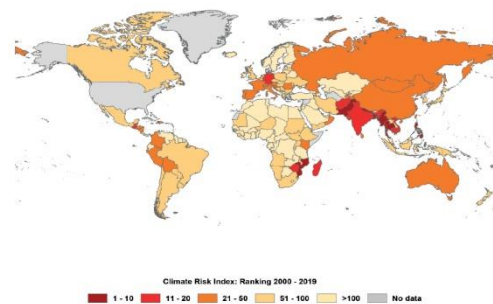 Climate Risk Index: Ranking 2000 - 2019
1 - 10 11 - 20 21 - 50 51 - 100 >100 No data